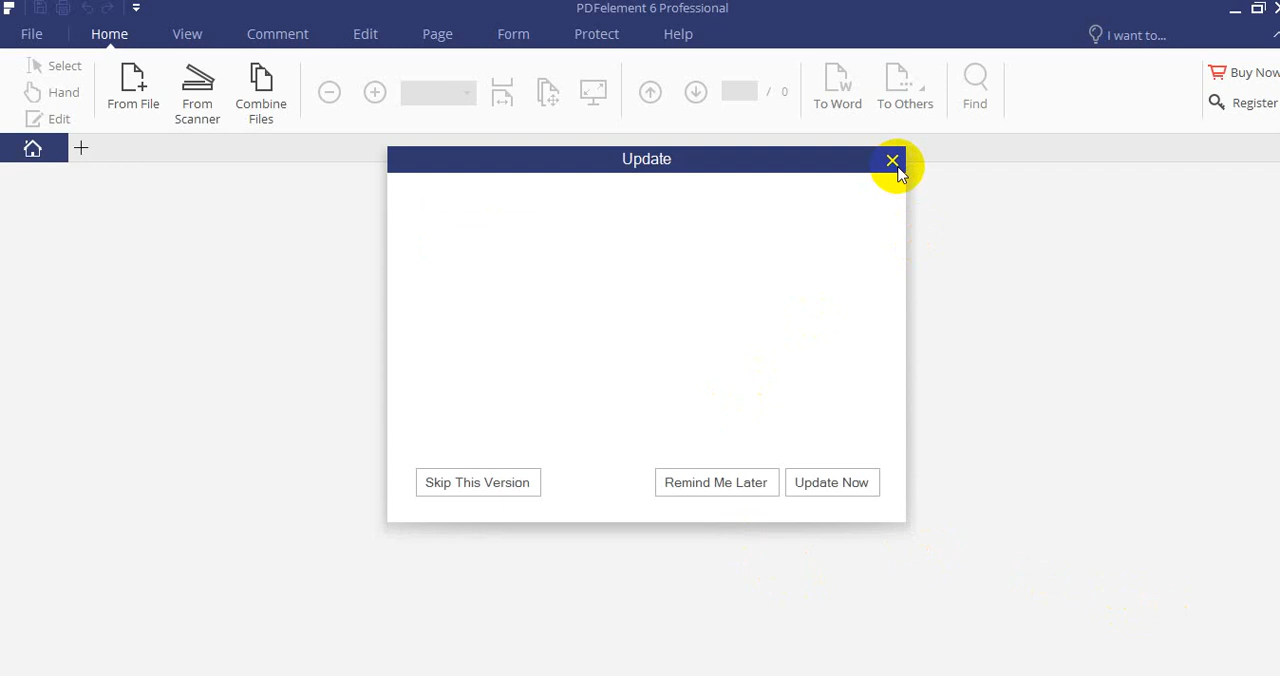 PDFelement 6 Professional
File Home View Comment Edit Page Form Protect Help I want to...
Select
Hand
Edit
From File
From Scanner
Combine Files
/ 0
To Word
To Others
Find
Buy Now
Register
Update
Skip This Version Remind Me Later Update Now